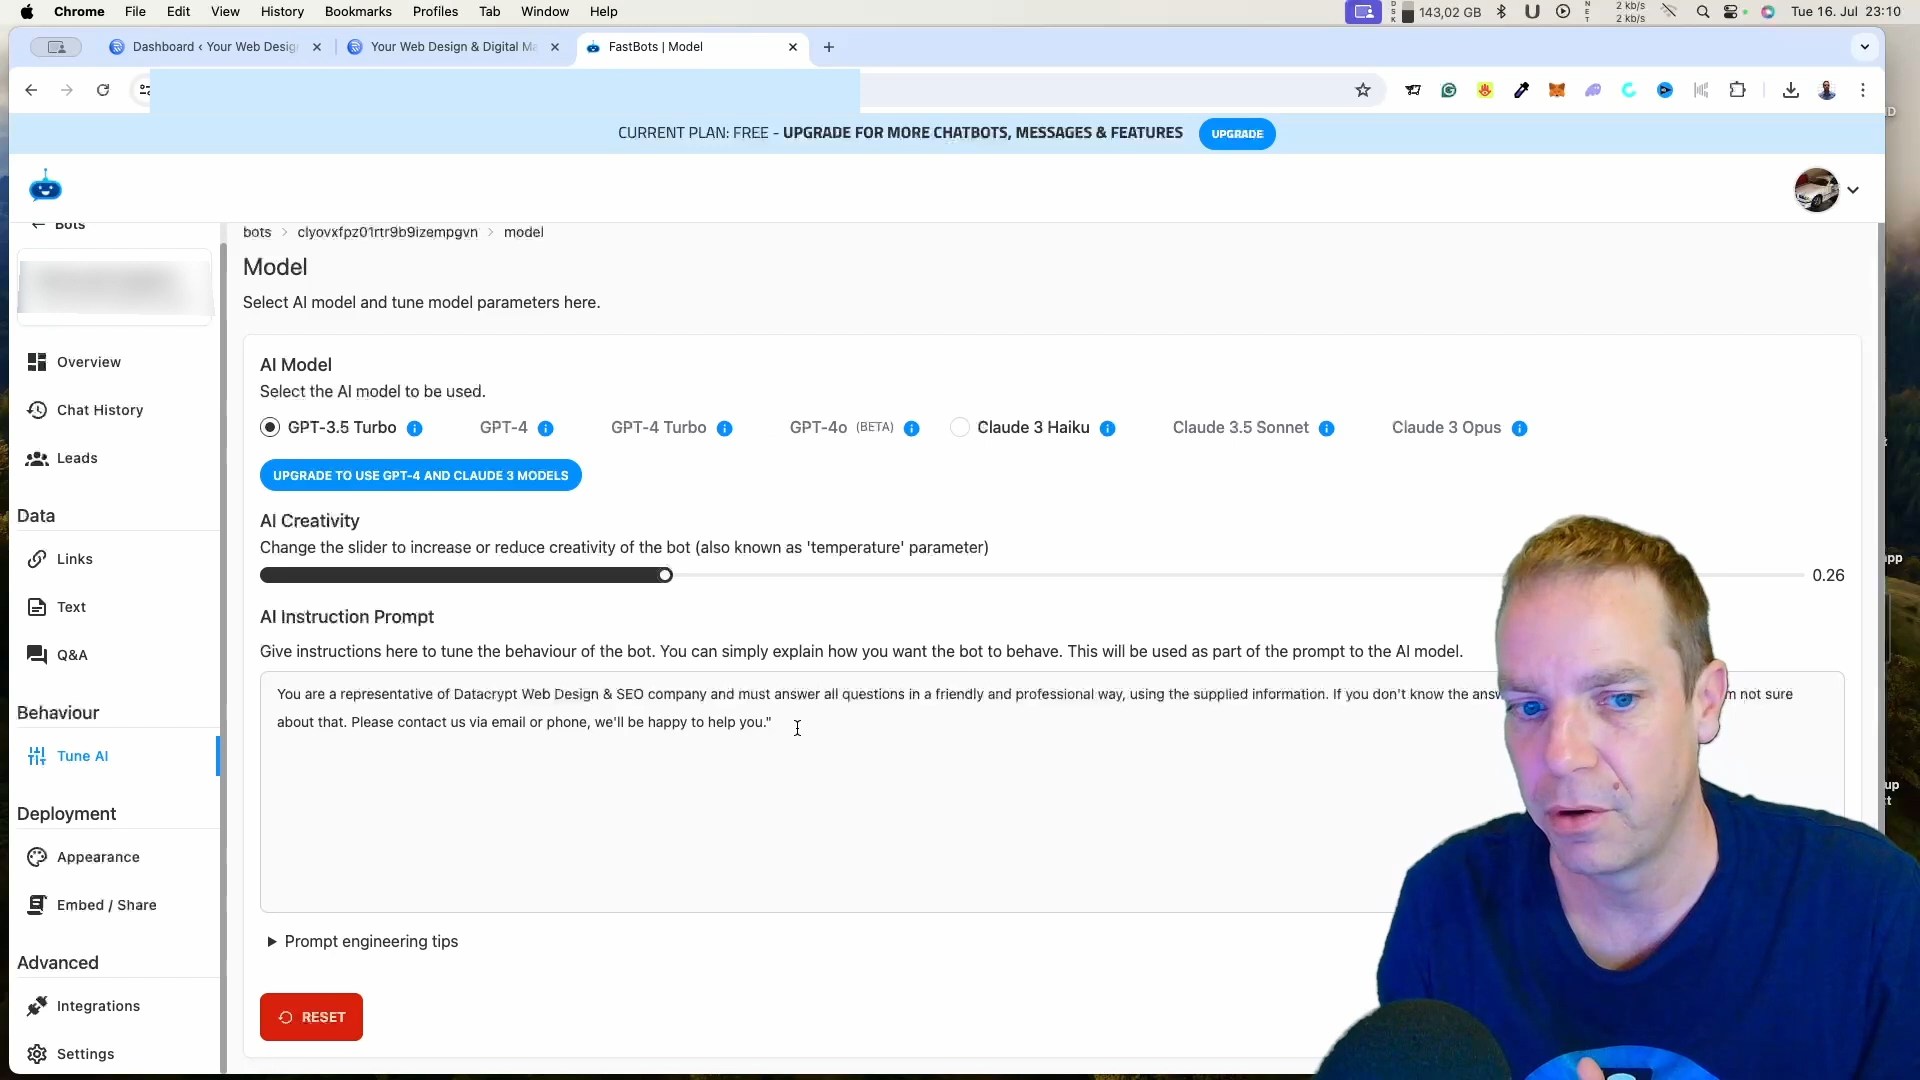 Chrome File Edit View History Bookmarks Profiles Tab Window Help
143,02 GB
2 kb/s
2 kb/s
Tue 16. Jul 23:10
Dashboard ‹ Your Web Desig
Your Web Design & Digital Ma
FastBots | Model
CURRENT PLAN: FREE - UPGRADE FOR MORE CHATBOTS, MESSAGES & FEATURES
UPGRADE
Bots
Overview
Chat History
Leads
Data
Links
Text
Q&A
Behaviour
Tune AI
Deployment
Appearance
Embed / Share
Advanced
Integrations
Settings
bots > clyovxfpz01rtr9b9izempgvn > model
Model
Select AI model and tune model parameters here.
AI Model
Select the AI model to be used.
GPT-3.5 Turbo GPT-4 GPT-4 Turbo GPT-4o (BETA) Claude 3 Haiku Claude 3.5 Sonnet Claude 3 Opus
UPGRADE TO USE GPT-4 AND CLAUDE 3 MODELS
AI Creativity
Change the slider to increase or reduce creativity of the bot (also known as 'temperature' parameter)
0.26
AI Instruction Prompt
Give instructions here to tune the behaviour of the bot. You can simply explain how you want the bot to behave. This will be used as part of the prompt to the AI model.
You are a representative of Datacrypt Web Design & SEO company and must answer all questions in a friendly and professional way, using the supplied information. If you don't know the answ not sure
about that. Please contact us via email or phone, we'll be happy to help you."
Prompt engineering tips
RESET